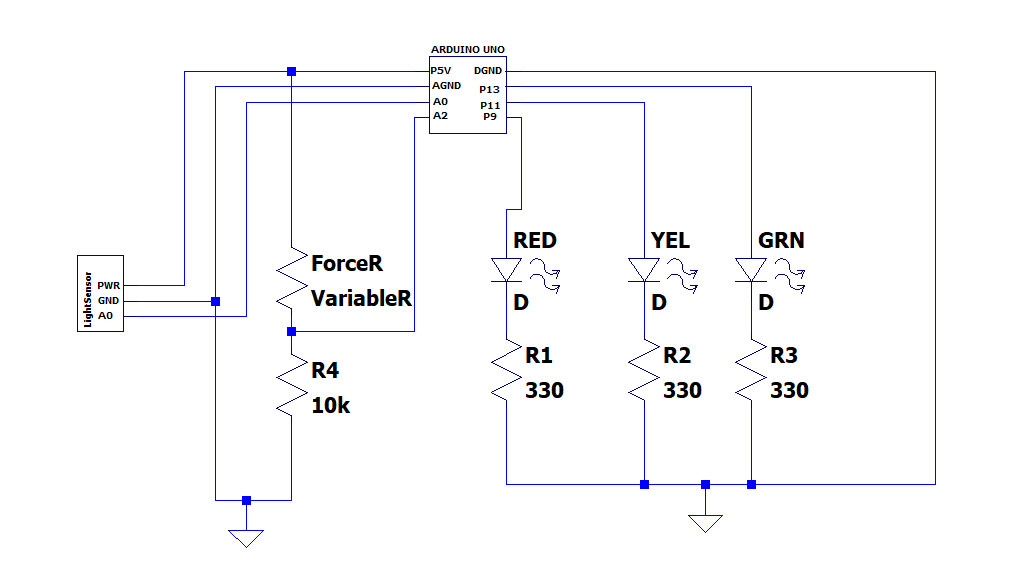 ARDUINO UNO
P5V
DGND
AGND
P13
A0
P11
A2
P9
LightSensor
PWR
GND
A0
ForceR
VariableR
R4
10k
RED
D
YEL
D
GRN
D
R1
330
R2
330
R3
330